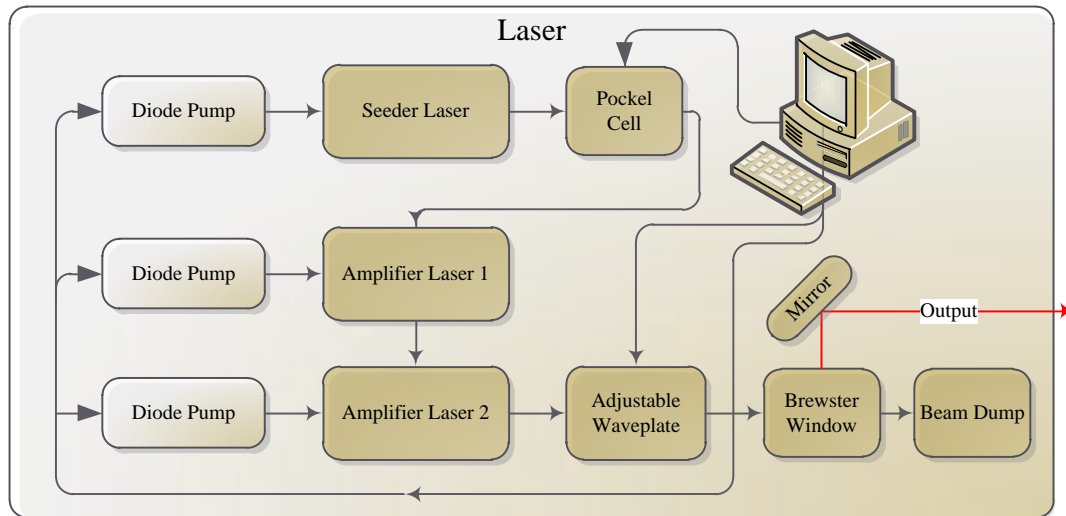 Laser
Diode Pump
Seeder Laser
Pockel
Cell
Diode Pump
Amplifier Laser 1
Mirror
Output
Diode Pump
Amplifier Laser 2
Adjustable
Waveplate
Brewster
Window
Beam Dump